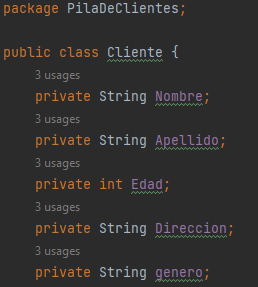 package PilaDeClientes;
public class Cliente {
3 usages
private String Nombre;
3 usages
private String Apellido;
3 usages
private int Edad;
3 usages
private String Direccion;
3 usages
private String genero;